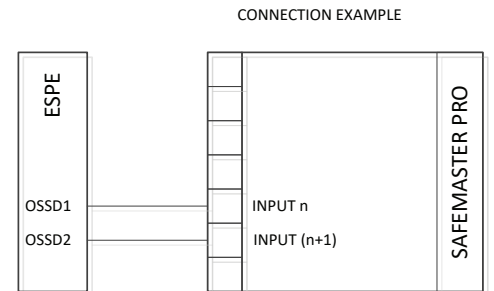 CONNECTION EXAMPLE
ESPE
SAFEMASTER PRO
OSSD1
INPUT n
OSSD2
INPUT (n+1)